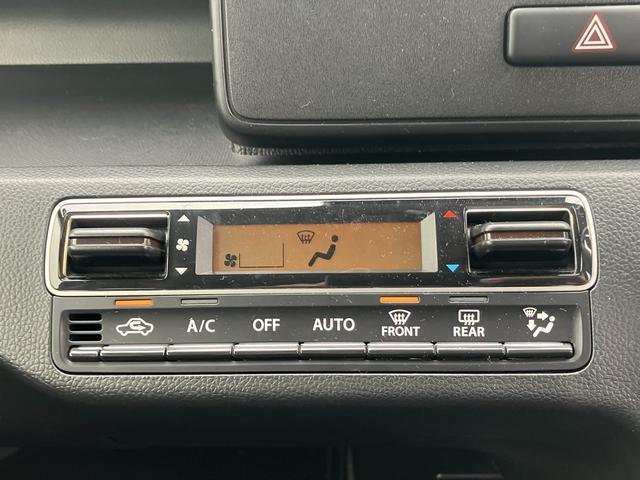 A/C OFF AUTO FRONT REAR